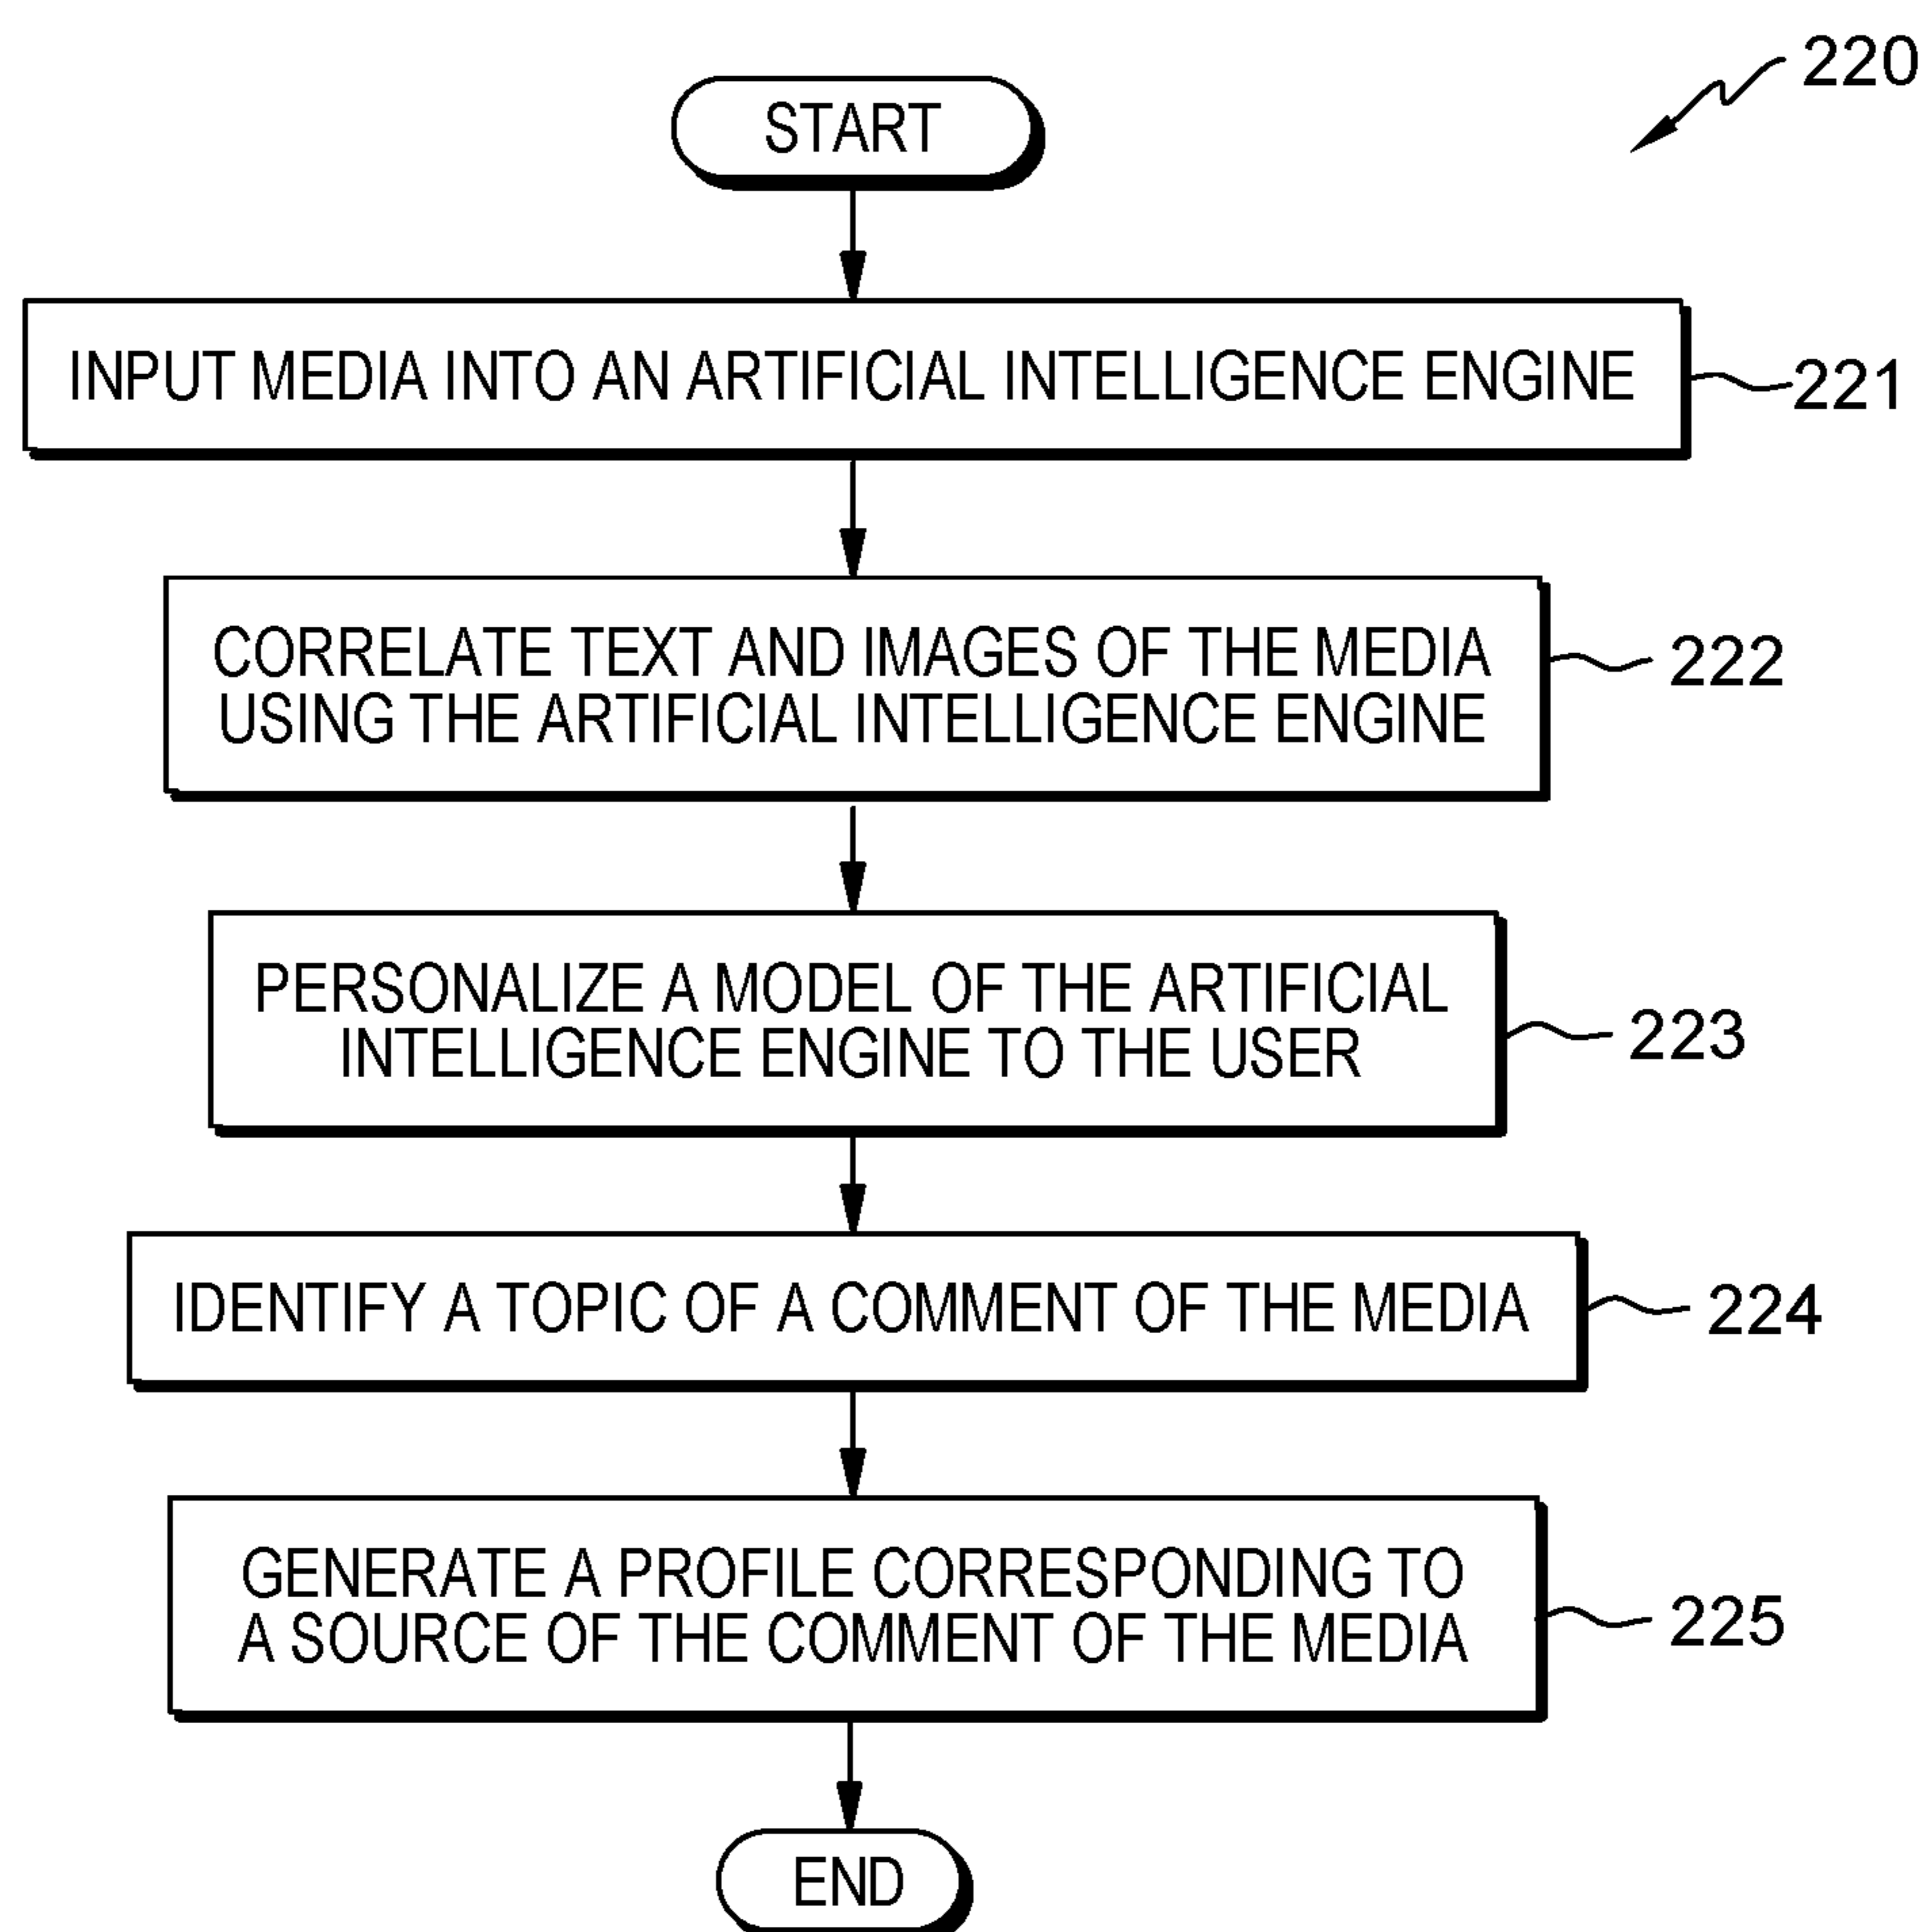 220
START
INPUT MEDIA INTO AN ARTIFICIAL INTELLIGENCE ENGINE
221
CORRELATE TEXT AND IMAGES OF THE MEDIA
USING THE ARTIFICIAL INTELLIGENCE ENGINE
222
PERSONALIZE A MODEL OF THE ARTIFICIAL
INTELLIGENCE ENGINE TO THE USER
223
IDENTIFY A TOPIC OF A COMMENT OF THE MEDIA
224
GENERATE A PROFILE CORRESPONDING TO
A SOURCE OF THE COMMENT OF THE MEDIA
225
END